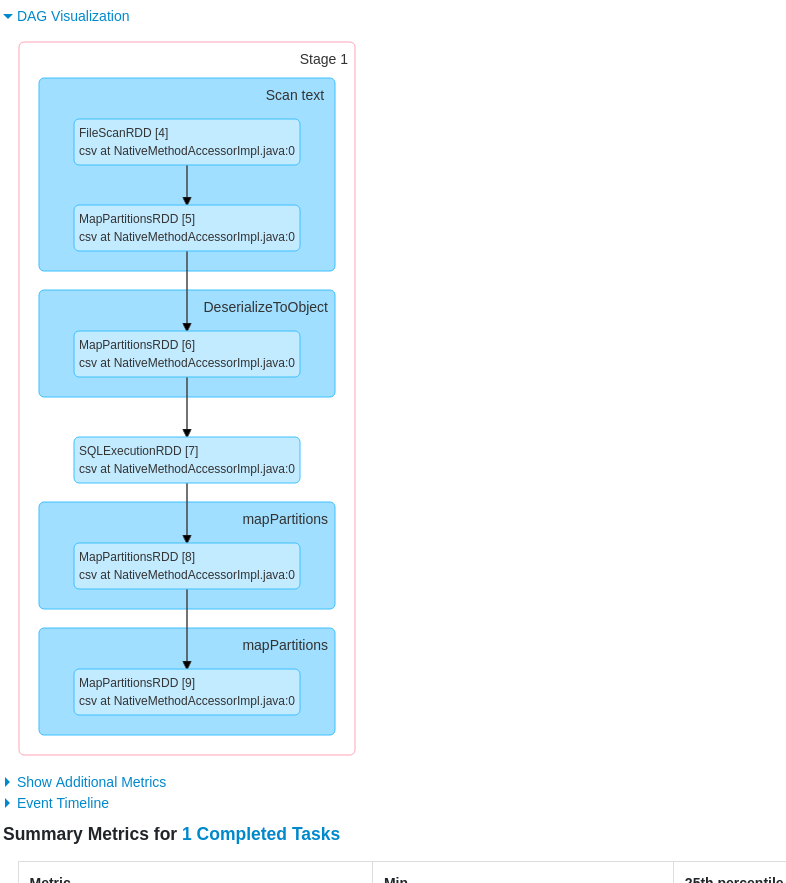 DAG Visualization
Stage 1
Scan text
FileScanRDD [4]
csv at NativeMethodAccessorImpl.java:0
MapPartitionsRDD [5]
csv at NativeMethodAccessorImpl.java:0
DeserializeToObject
MapPartitionsRDD [6]
csv at NativeMethodAccessorImpl.java:0
SQLExecutionRDD [7]
csv at NativeMethodAccessorImpl.java:0
mapPartitions
MapPartitionsRDD [8]
csv at NativeMethodAccessorImpl.java:0
mapPartitions
MapPartitionsRDD [9]
csv at NativeMethodAccessorImpl.java:0
Show Additional Metrics
Event Timeline
Summary Metrics for 1 Completed Tasks
Metric Min 25th percentile